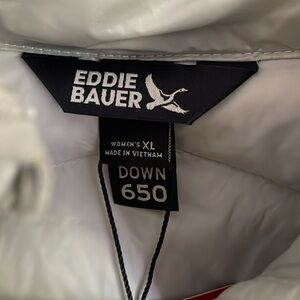 EDDIE
BAUER
WOMEN'S XL
MADE IN VIETNAM
DOWN
650